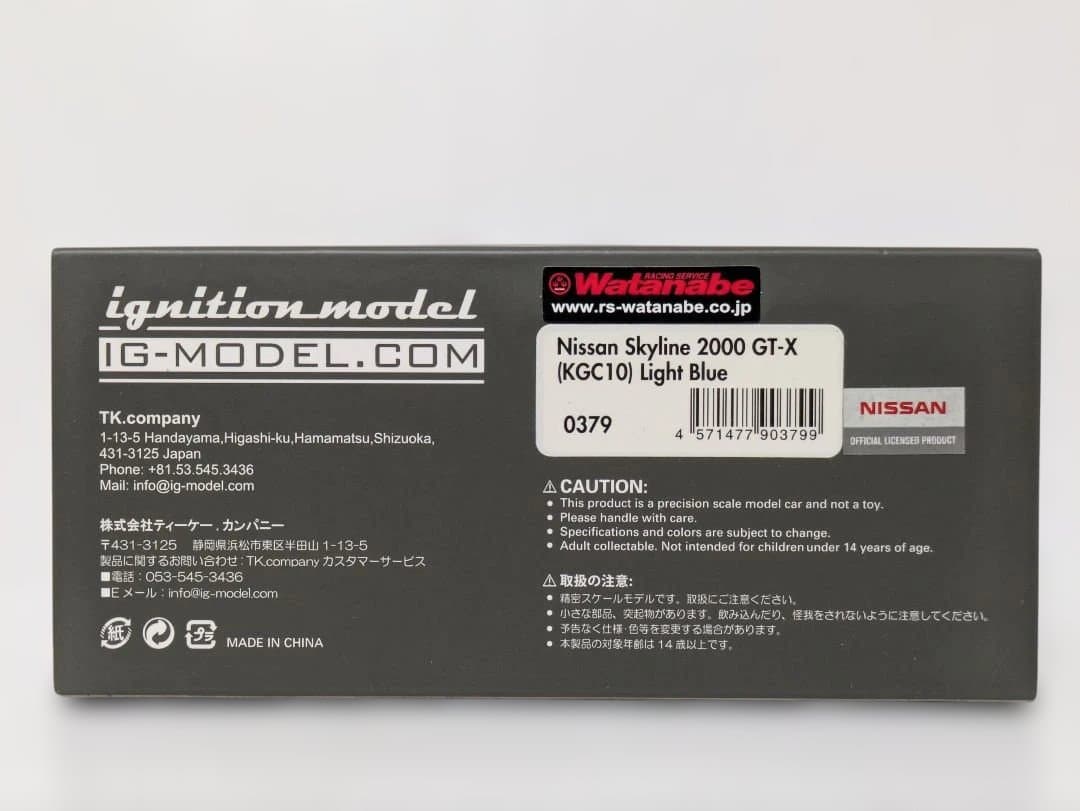 ignition model
IG-MODEL.COM
TK.company
1-13-5 Handayama,Higashi-ku,Hamamatsu,Shizuoka,
431-3125 Japan
Phone: +81.53.545.3436
Mail: info@ig-model.com
株式会社ティーケー.カンパニー
〒431-3125 静岡県浜松市東区半田山 1-13-5
製品に関するお問い合わせ:TK.company カスタマーサービス
■電話:053-545-3436
■Eメール:info@ig-model.com
紙
プラ
MADE IN CHINA
RACING SERVICE
Watanabe
www.rs-watanabe.co.jp
Nissan Skyline 2000 GT-X
(KGC10) Light Blue
0379
4 571477 903799
NISSAN
OFFICIAL LICENSED PRODUCT
⚠ CAUTION:
● This product is a precision scale model car and not a toy.
● Please handle with care.
● Specifications and colors are subject to change.
● Adult collectable. Not intended for children under 14 years of age.
⚠ 取扱の注意:
● 精密スケールモデルです。取扱にご注意ください。
● 小さな部品、突起物があります。飲み込んだり、怪我をされないように注意してください。
● 予告なく仕様・色等を変更する場合があります。
● 本製品の対象年齢は 14 歳以上です。